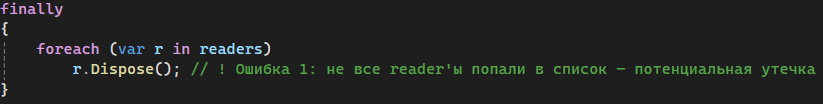 finally
{
foreach (var r in readers)
r.Dispose(); // ! Ошибка 1: не все reader'ы попали в список — потенциальная утечка
}